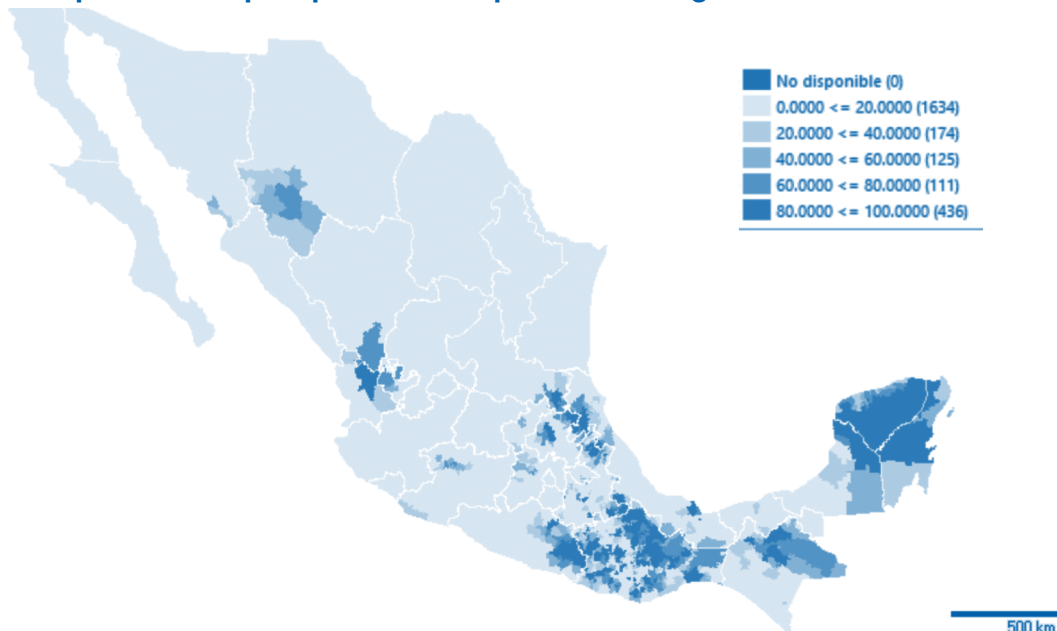 No disponible (0)
0.0000 <= 20.0000 (1634)
20.0000 <= 40.0000 (174)
40.0000 <= 60.0000 (125)
60.0000 <= 80.0000 (111)
80.0000 <= 100.0000 (436)
500 km